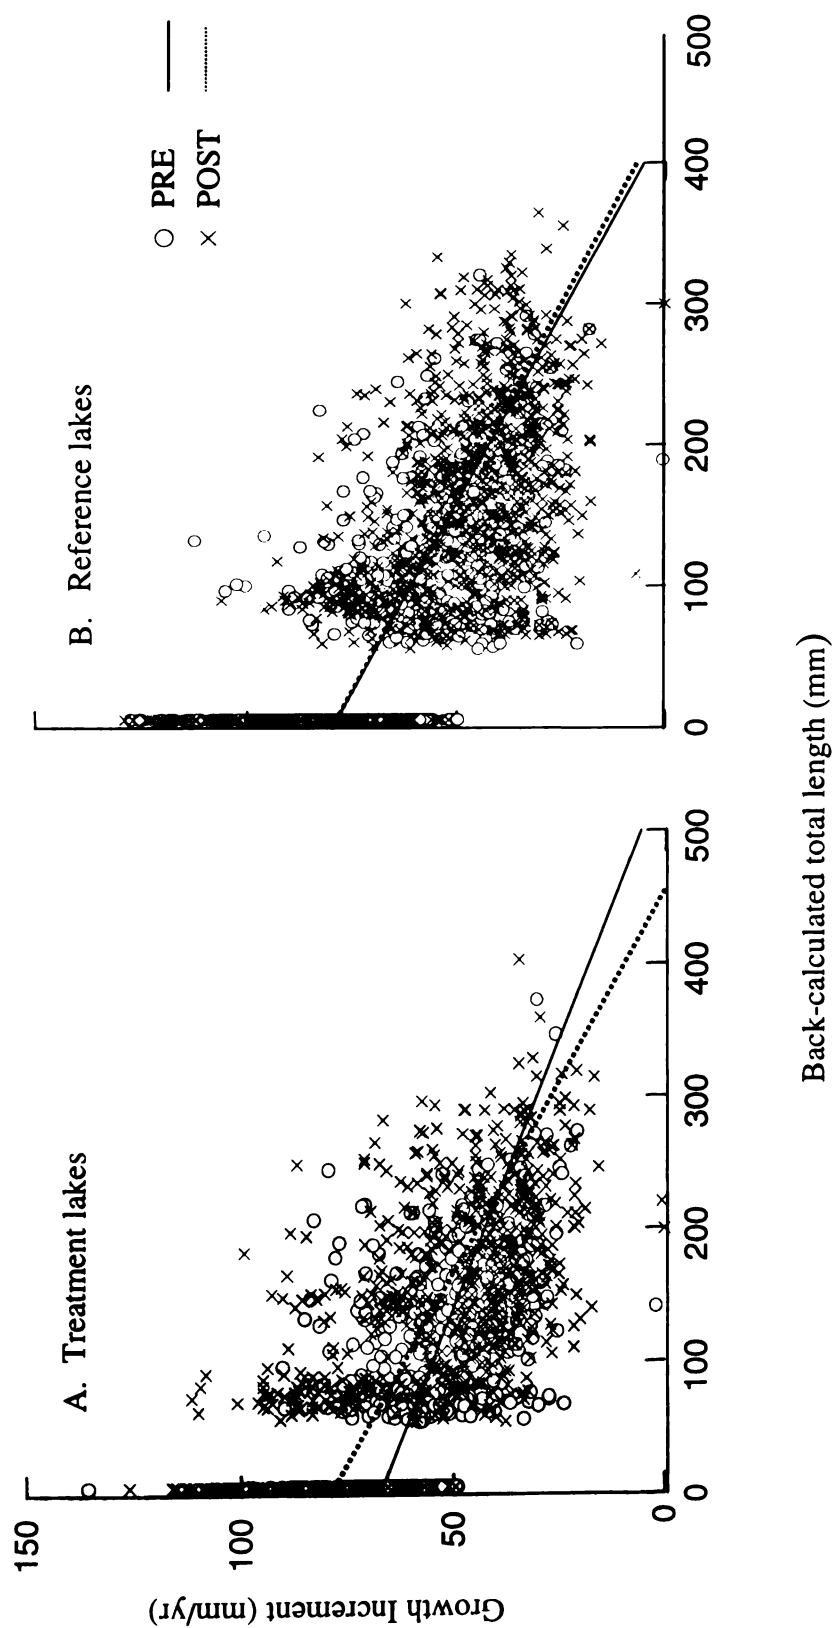 A. Treatment lakes
B. Reference lakes
PRE
POST
Growth Increment (mm/yr)
150
100
50
0
0 100 200 300 400 500
0 100 200 300 400 500
Back-calculated total length (mm)